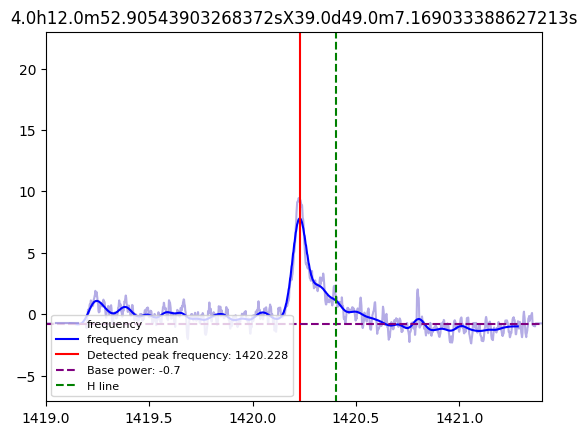 4.0h12.0m52.90543903268372sX39.0d49.0m7.169033388627213s
20
15
10
5
0
−5
frequency
frequency mean
Detected peak frequency: 1420.228
Base power: -0.7
H line
1419.0 1419.5 1420.0 1420.5 1421.0